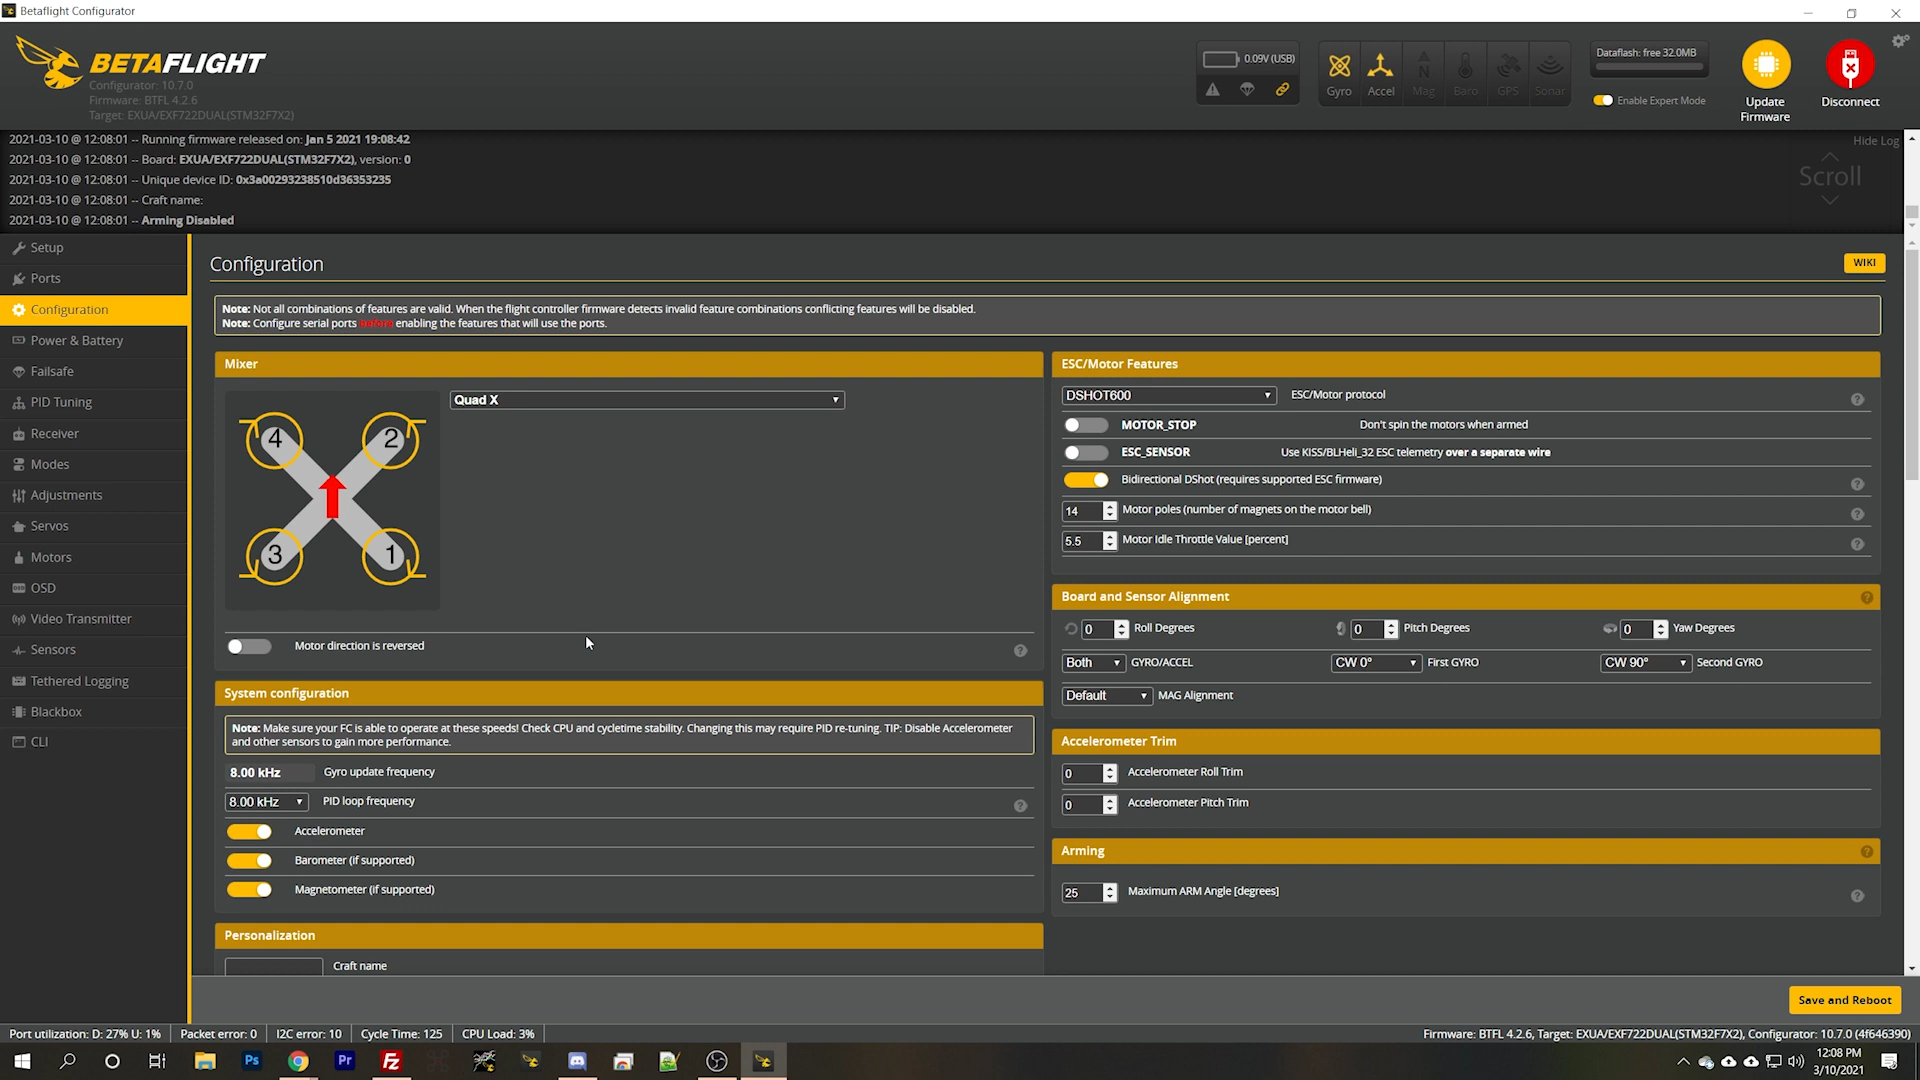 Betaflight Configurator
BETAFLIGHT
Configurator: 10.7.0
Firmware: BTFL 4.2.6
Target: EXUA/EXF722DUAL(STM32F7X2)
0.09V (USB)
Gyro
Accel
Mag
Baro
GPS
Sonar
Dataflash: free 32.0MB
Enable Expert Mode
Update
Firmware
Disconnect
2021-03-10 @ 12:08:01 -- Running firmware released on: Jan 5 2021 19:08:42
2021-03-10 @ 12:08:01 -- Board: EXUA/EXF722DUAL(STM32F7X2), version: 0
2021-03-10 @ 12:08:01 -- Unique device ID: 0x3a00293238510d36353235
2021-03-10 @ 12:08:01 -- Craft name:
2021-03-10 @ 12:08:01 -- Arming Disabled
Hide Log
Scroll
Setup
Ports
Configuration
Power & Battery
Failsafe
PID Tuning
Receiver
Modes
Adjustments
Servos
Motors
OSD
Video Transmitter
Sensors
Tethered Logging
Blackbox
CLI
Configuration
WIKI
Note: Not all combinations of features are valid. When the flight controller firmware detects invalid feature combinations conflicting features will be disabled.
Note: Configure serial ports before enabling the features that will use the ports.
Mixer
Quad X
4
2
3
1
Motor direction is reversed
System configuration
Note: Make sure your FC is able to operate at these speeds! Check CPU and cycletime stability. Changing this may require PID re-tuning. TIP: Disable Accelerometer
and other sensors to gain more performance.
8.00 kHz Gyro update frequency
8.00 kHz PID loop frequency
Accelerometer
Barometer (if supported)
Magnetometer (if supported)
Personalization
Craft name
ESC/Motor Features
DSHOT600 ESC/Motor protocol
MOTOR_STOP Don't spin the motors when armed
ESC_SENSOR Use KISS/BLHeli_32 ESC telemetry over a separate wire
Bidirectional DShot (requires supported ESC firmware)
14 Motor poles (number of magnets on the motor bell)
5.5 Motor Idle Throttle Value [percent]
Board and Sensor Alignment
0 Roll Degrees 0 Pitch Degrees 0 Yaw Degrees
Both GYRO/ACCEL CW 0° First GYRO CW 90° Second GYRO
Default MAG Alignment
Accelerometer Trim
0 Accelerometer Roll Trim
0 Accelerometer Pitch Trim
Arming
25 Maximum ARM Angle [degrees]
Save and Reboot
Port utilization: D: 27% U: 1% Packet error: 0 I2C error: 10 Cycle Time: 125 CPU Load: 3%
Firmware: BTFL 4.2.6, Target: EXUA/EXF722DUAL(STM32F7X2), Configurator: 10.7.0 (4f646390)
Ps
Pr
Fz
12:08 PM
3/10/2021